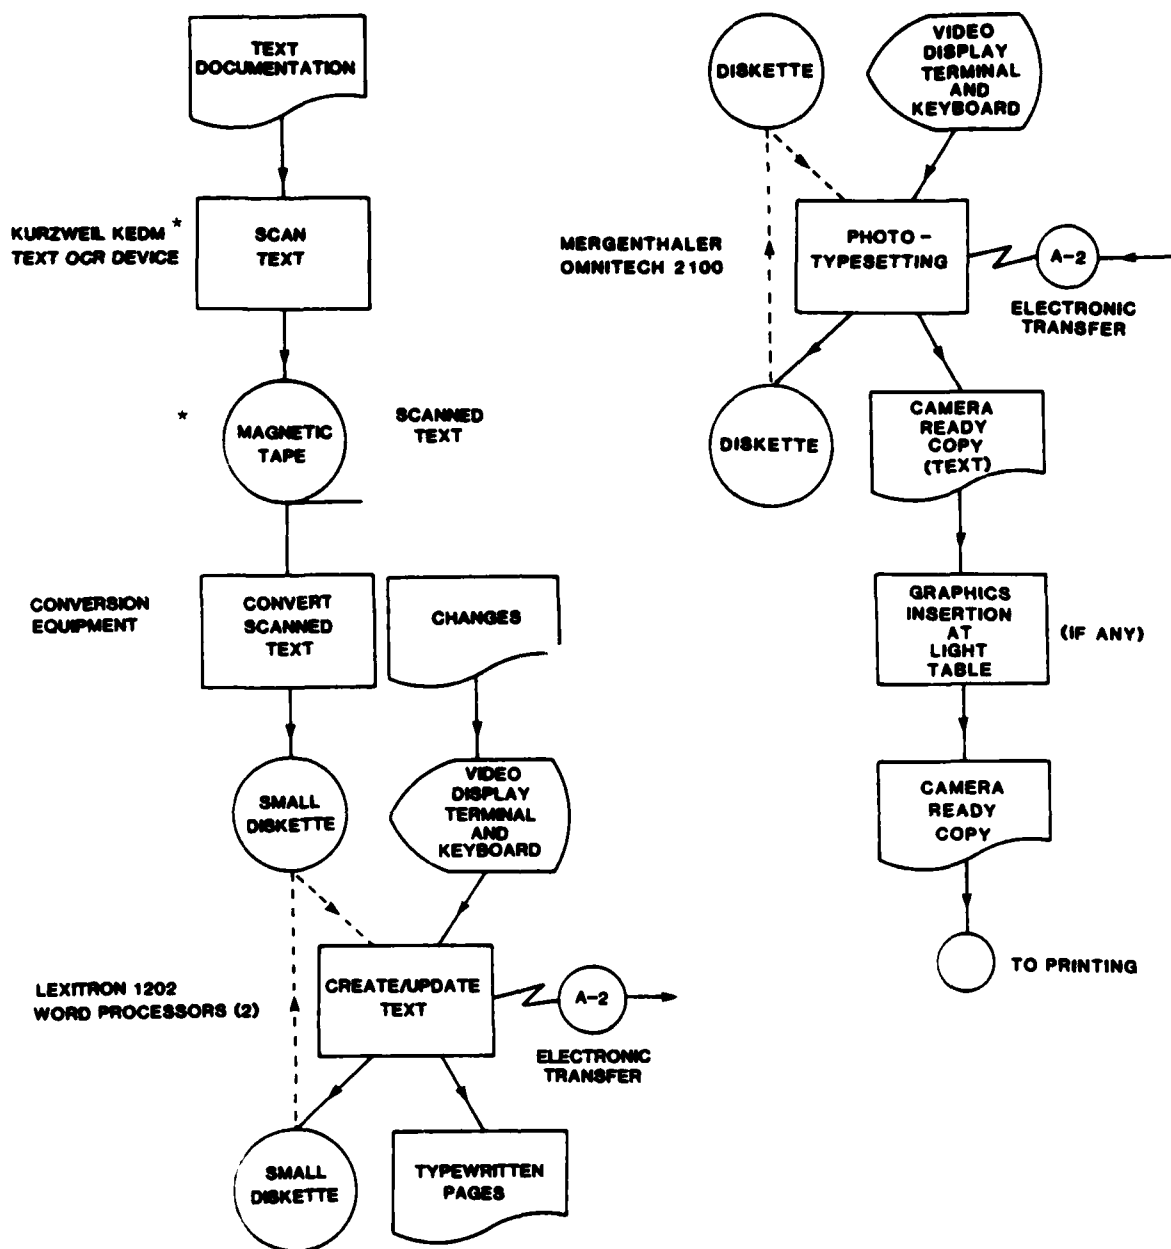 TEXT
DOCUMENTATION
KURZWEIL KEDM *
TEXT OCR DEVICE
SCAN
TEXT
*
MAGNETIC
TAPE
SCANNED
TEXT
CONVERSION
EQUIPMENT
CONVERT
SCANNED
TEXT
CHANGES
SMALL
DISKETTE
VIDEO
DISPLAY
TERMINAL
AND
KEYBOARD
LEXITRON 1202
WORD PROCESSORS (2)
CREATE/UPDATE
TEXT
A-2
ELECTRONIC
TRANSFER
SMALL
DISKETTE
TYPEWRITTEN
PAGES
DISKETTE
VIDEO
DISPLAY
TERMINAL
AND
KEYBOARD
MERGENTHALER
OMNITECH 2100
PHOTO -
TYPESETTING
A-2
ELECTRONIC
TRANSFER
DISKETTE
CAMERA
READY
COPY
(TEXT)
GRAPHICS
INSERTION
AT
LIGHT
TABLE
(IF ANY)
CAMERA
READY
COPY
TO PRINTING